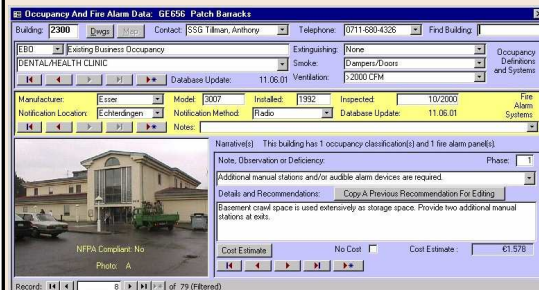 Occupancy And Fire Alarm Data: GE656 Patch Barracks
Building: 2300 Dwgs Map Contact: SSG Tillman, Anthony Telephone: 0711-680-4326 Find Building:
EBO Existing Business Occupancy Extinguishing: None Occupancy
DENTAL/HEALTH CLINIC Smoke: Dampers/Doors Definitions
Database Update: 11.06.01 Ventilation: >2000 CFM and Systems
Manufacturer: Esser Model: 3007 Installed: 1992 Inspected: 10/2000 Fire
Notification Location: Echterdingen Notification Method: Radio Database Update: 11.06.01 Alarm
Notes: Systems
Narrative(s) This building has 1 occupancy classification(s) and 1 fire alarm panel(s).
Note, Observation or Deficiency: Phase: 1
Additional manual stations and/or audible alarm devices are required.
Details and Recommendations: Copy A Previous Recommendation For Editing
Basement crawl space is used extensively as storage space. Provide two additional manual
stations at exits.
NFPA Compliant: No
Photo: A
Cost Estimate No Cost Cost Estimate : €1.578
Record: 8 of 79 (Filtered)